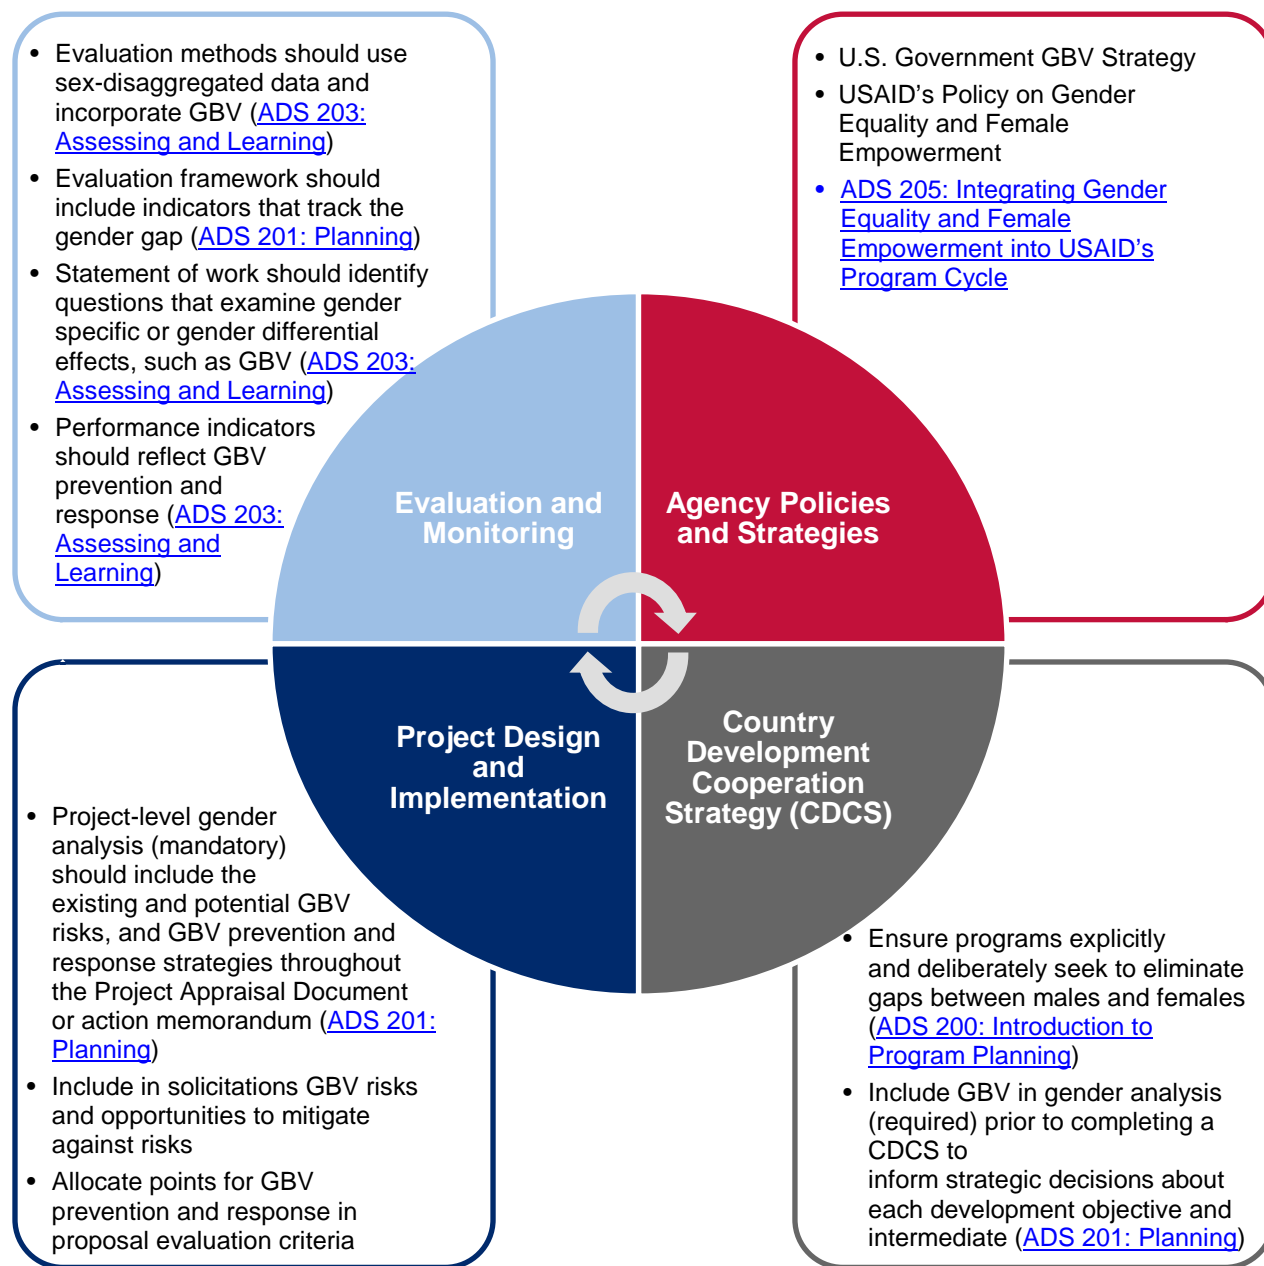 • Evaluation methods should use
sex-disaggregated data and
incorporate GBV (ADS 203:
Assessing and Learning)
• Evaluation framework should
include indicators that track the
gender gap (ADS 201: Planning)
• Statement of work should identify
questions that examine gender
specific or gender differential
effects, such as GBV (ADS 203:
Assessing and Learning)
• Performance indicators
should reflect GBV
prevention and
response (ADS 203:
Assessing and
Learning)
• U.S. Government GBV Strategy
• USAID’s Policy on Gender
Equality and Female
Empowerment
• ADS 205: Integrating Gender
Equality and Female
Empowerment into USAID’s
Program Cycle
Evaluation and
Monitoring
Agency Policies
and Strategies
Project Design
and
Implementation
Country
Development
Cooperation
Strategy (CDCS)
• Project-level gender
analysis (mandatory)
should include the
existing and potential GBV
risks, and GBV prevention and
response strategies throughout
the Project Appraisal Document
or action memorandum (ADS 201:
Planning)
• Include in solicitations GBV risks
and opportunities to mitigate
against risks
• Allocate points for GBV
prevention and response in
proposal evaluation criteria
• Ensure programs explicitly
and deliberately seek to eliminate
gaps between males and females
(ADS 200: Introduction to
Program Planning)
• Include GBV in gender analysis
(required) prior to completing a
CDCS to
inform strategic decisions about
each development objective and
intermediate (ADS 201: Planning)